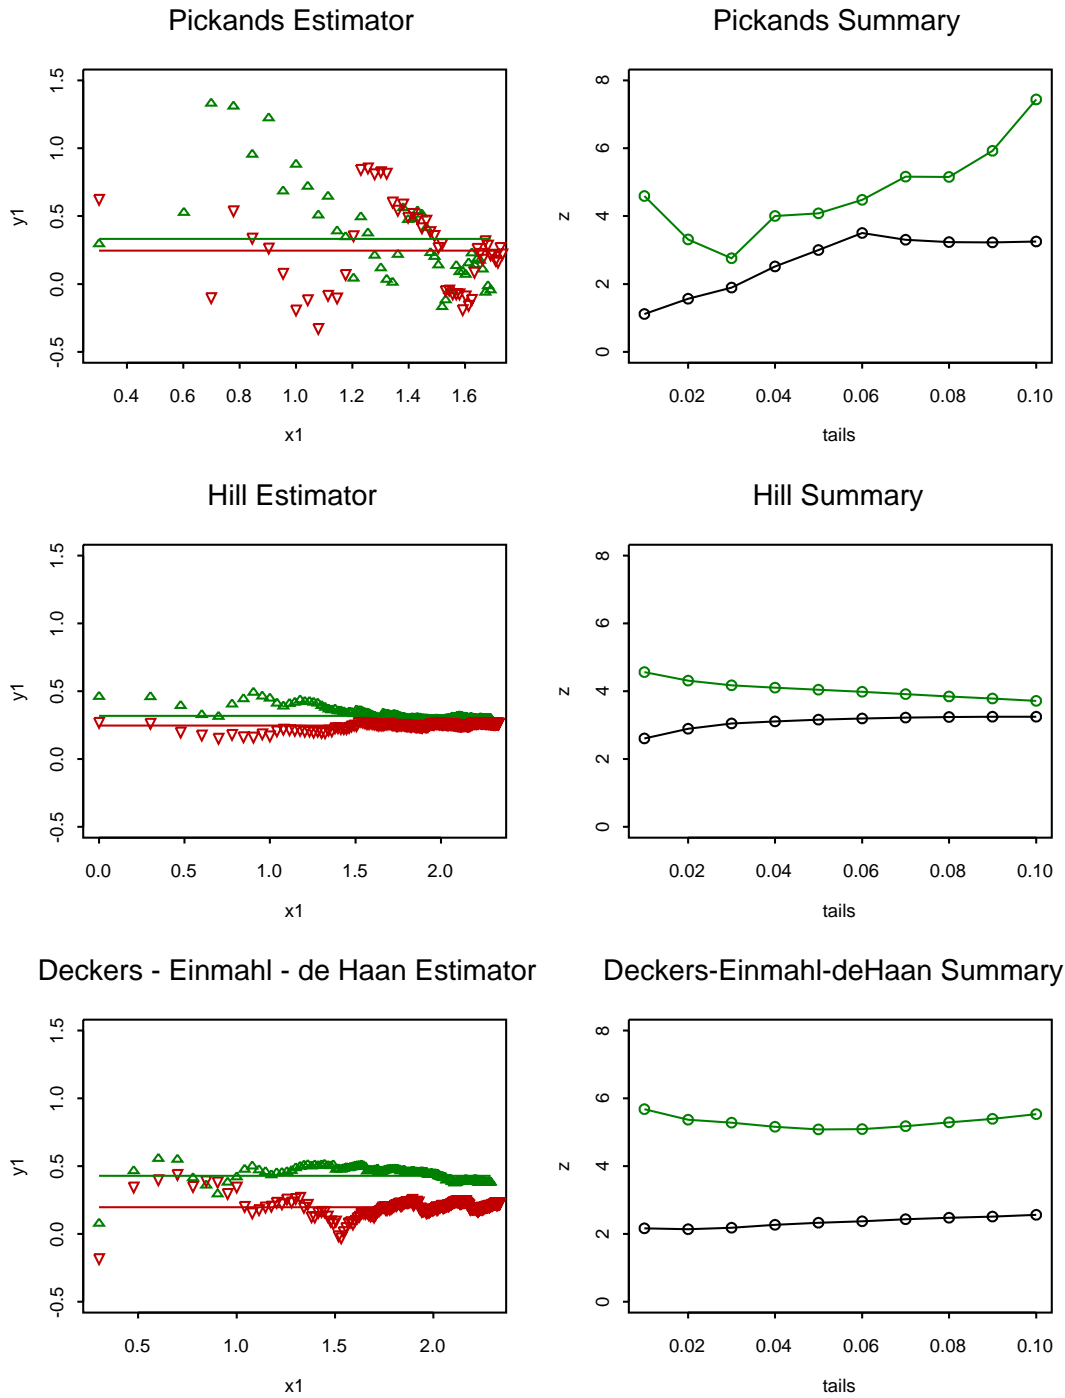 Pickands Estimator
y1
-0.5 0.0 0.5 1.0 1.5
0.4 0.6 0.8 1.0 1.2 1.4 1.6
x1
Pickands Summary
z
0 2 4 6 8
0.02 0.04 0.06 0.08 0.10
tails
Hill Estimator
y1
-0.5 0.0 0.5 1.0 1.5
0.0 0.5 1.0 1.5 2.0
x1
Hill Summary
z
0 2 4 6 8
0.02 0.04 0.06 0.08 0.10
tails
Deckers - Einmahl - de Haan Estimator
y1
-0.5 0.0 0.5 1.0 1.5
0.5 1.0 1.5 2.0
x1
Deckers-Einmahl-deHaan Summary
z
0 2 4 6 8
0.02 0.04 0.06 0.08 0.10
tails